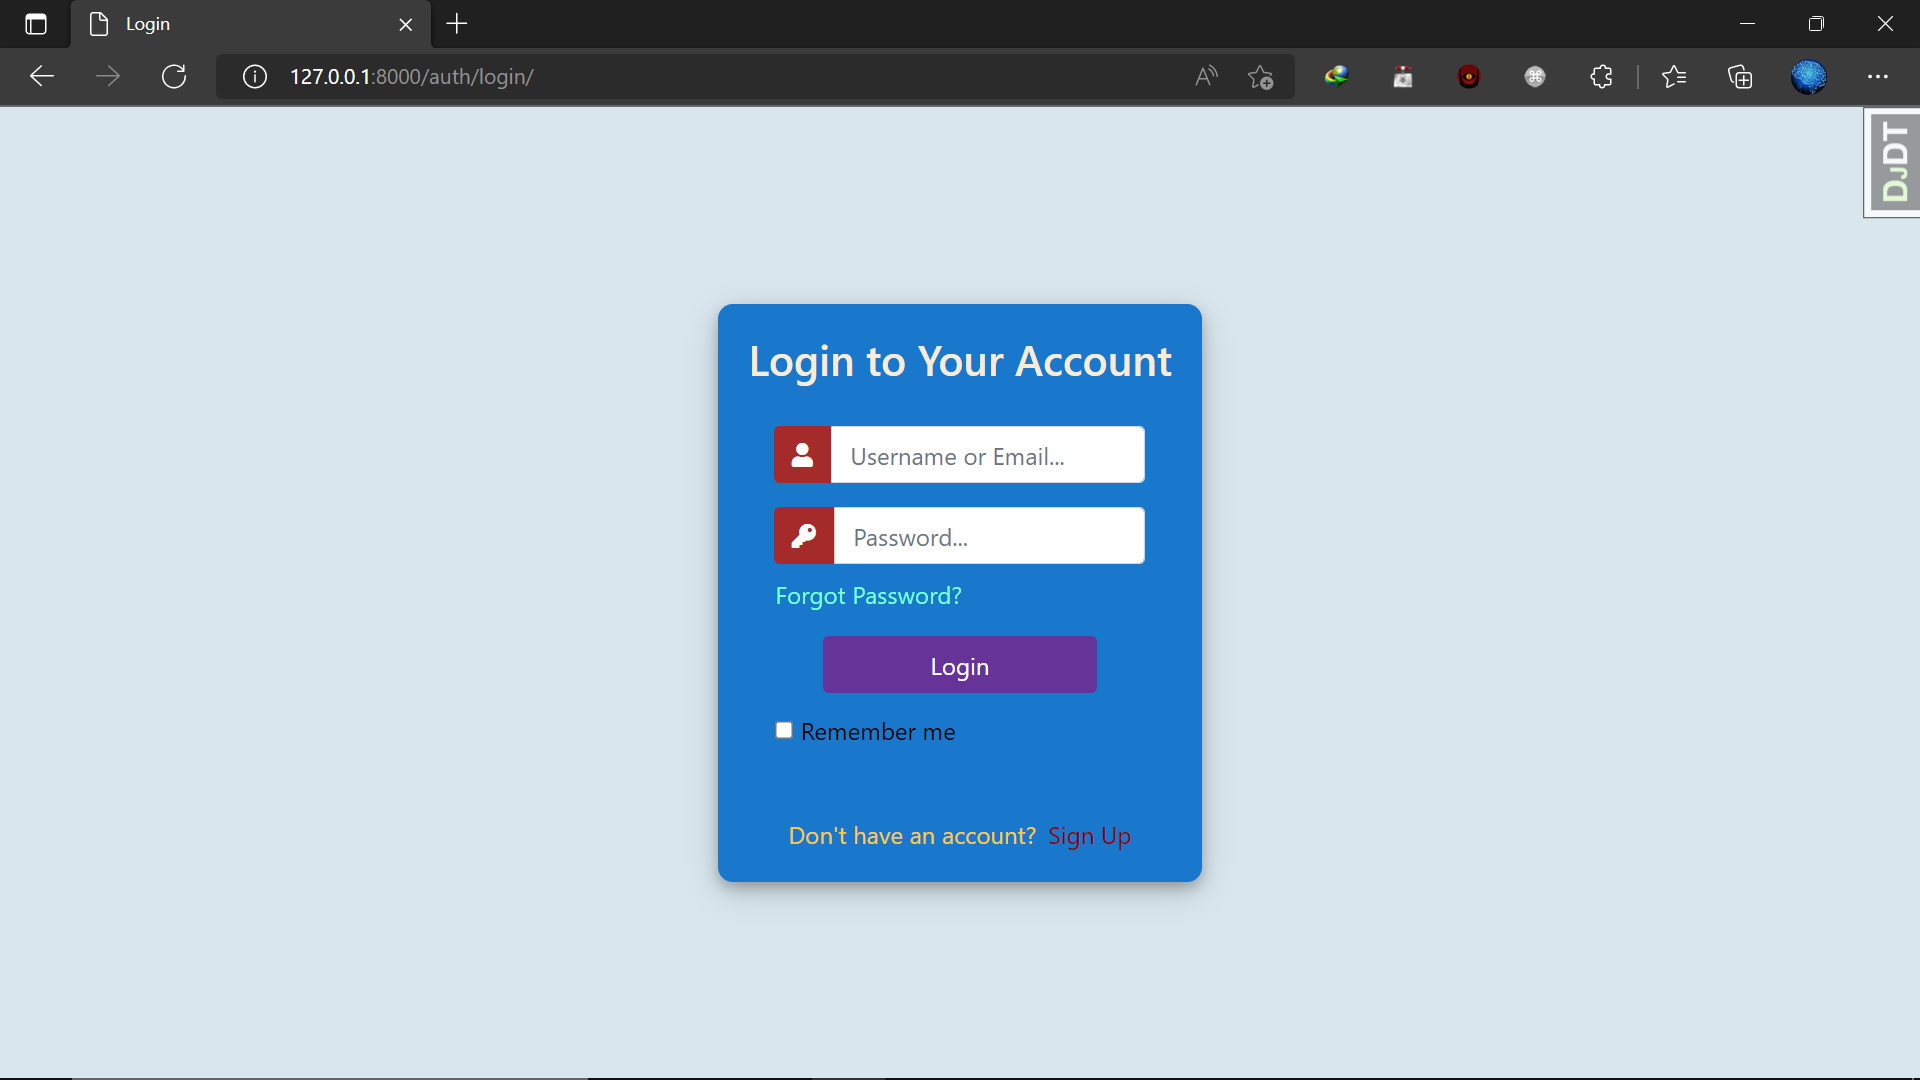 Login
127.0.0.1:8000/auth/login/
DJDT
Login to Your Account
Username or Email...
Password...
Forgot Password?
Login
Remember me
Don't have an account? Sign Up